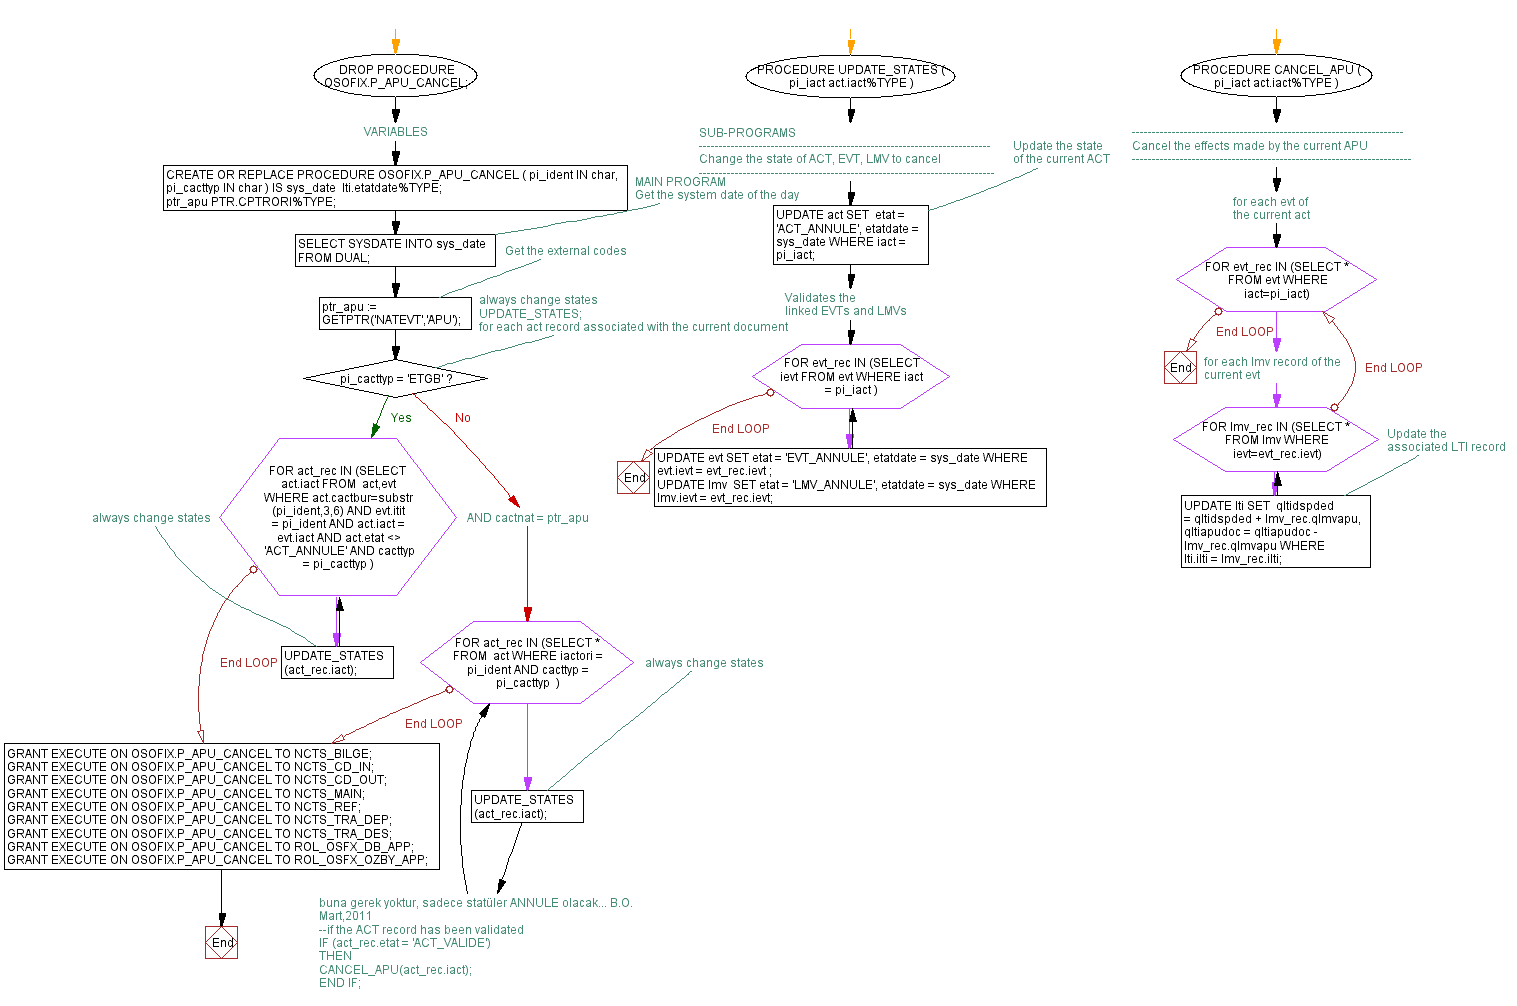 DROP PROCEDURE
OSOFIX.P_APU_CANCEL;
VARIABLES
CREATE OR REPLACE PROCEDURE OSOFIX.P_APU_CANCEL ( pi_ident IN char,
pi_cacttyp IN char ) IS sys_date  lti.etatdate%TYPE;
ptr_apu PTR.CPTRORI%TYPE;
MAIN PROGRAM
Get the system date of the day
SELECT SYSDATE INTO sys_date
FROM DUAL;
Get the external codes
ptr_apu :=
GETPTR('NATEVT','APU');
always change states
UPDATE_STATES;
for each act record associated with the current document
pi_cacttyp = 'ETGB' ?
Yes
No
FOR act_rec IN (SELECT
act.iact FROM  act,evt
WHERE act.cactbur=substr
(pi_ident,3,6) AND evt.itit
= pi_ident AND act.iact =
evt.iact AND act.etat <>
'ACT_ANNULE' AND cacttyp
= pi_cacttyp )
always change states
AND cactnat = ptr_apu
End LOOP
UPDATE_STATES
(act_rec.iact);
FOR act_rec IN (SELECT *
FROM  act WHERE iactori =
pi_ident AND cacttyp =
pi_cacttyp  )
always change states
End LOOP
GRANT EXECUTE ON OSOFIX.P_APU_CANCEL TO NCTS_BILGE;
GRANT EXECUTE ON OSOFIX.P_APU_CANCEL TO NCTS_CD_IN;
GRANT EXECUTE ON OSOFIX.P_APU_CANCEL TO NCTS_CD_OUT;
GRANT EXECUTE ON OSOFIX.P_APU_CANCEL TO NCTS_MAIN;
GRANT EXECUTE ON OSOFIX.P_APU_CANCEL TO NCTS_REF;
GRANT EXECUTE ON OSOFIX.P_APU_CANCEL TO NCTS_TRA_DEP;
GRANT EXECUTE ON OSOFIX.P_APU_CANCEL TO NCTS_TRA_DES;
GRANT EXECUTE ON OSOFIX.P_APU_CANCEL TO ROL_OSFX_DB_APP;
GRANT EXECUTE ON OSOFIX.P_APU_CANCEL TO ROL_OSFX_OZBY_APP;
UPDATE_STATES
(act_rec.iact);
End
buna gerek yoktur, sadece statüler ANNULE olacak... B.O.
Mart,2011
--if the ACT record has been validated
IF (act_rec.etat = 'ACT_VALIDE')
THEN
CANCEL_APU(act_rec.iact);
END IF;
PROCEDURE UPDATE_STATES (
pi_iact act.iact%TYPE )
SUB-PROGRAMS
Change the state of ACT, EVT, LMV to cancel
Update the state
of the current ACT
UPDATE act SET  etat =
'ACT_ANNULE', etatdate =
sys_date WHERE iact =
pi_iact;
Validates the
linked EVTs and LMVs
FOR evt_rec IN (SELECT
ievt FROM evt WHERE iact
= pi_iact )
End LOOP
End
UPDATE evt SET etat = 'EVT_ANNULE', etatdate = sys_date WHERE
evt.ievt = evt_rec.ievt ;
UPDATE lmv  SET etat = 'LMV_ANNULE', etatdate = sys_date WHERE
lmv.ievt = evt_rec.ievt;
PROCEDURE CANCEL_APU (
pi_iact act.iact%TYPE )
Cancel the effects made by the current APU
for each evt of
the current act
FOR evt_rec IN (SELECT *
FROM evt WHERE
iact=pi_iact)
End LOOP
End
for each lmv record of the
current evt
End LOOP
FOR lmv_rec IN (SELECT *
FROM lmv WHERE
ievt=evt_rec.ievt)
Update the
associated LTI record
UPDATE lti SET  qltidspded
= qltidspded + lmv_rec.qlmvapu,
qltiapudoc = qltiapudoc -
lmv_rec.qlmvapu WHERE
lti.ilti = lmv_rec.ilti;